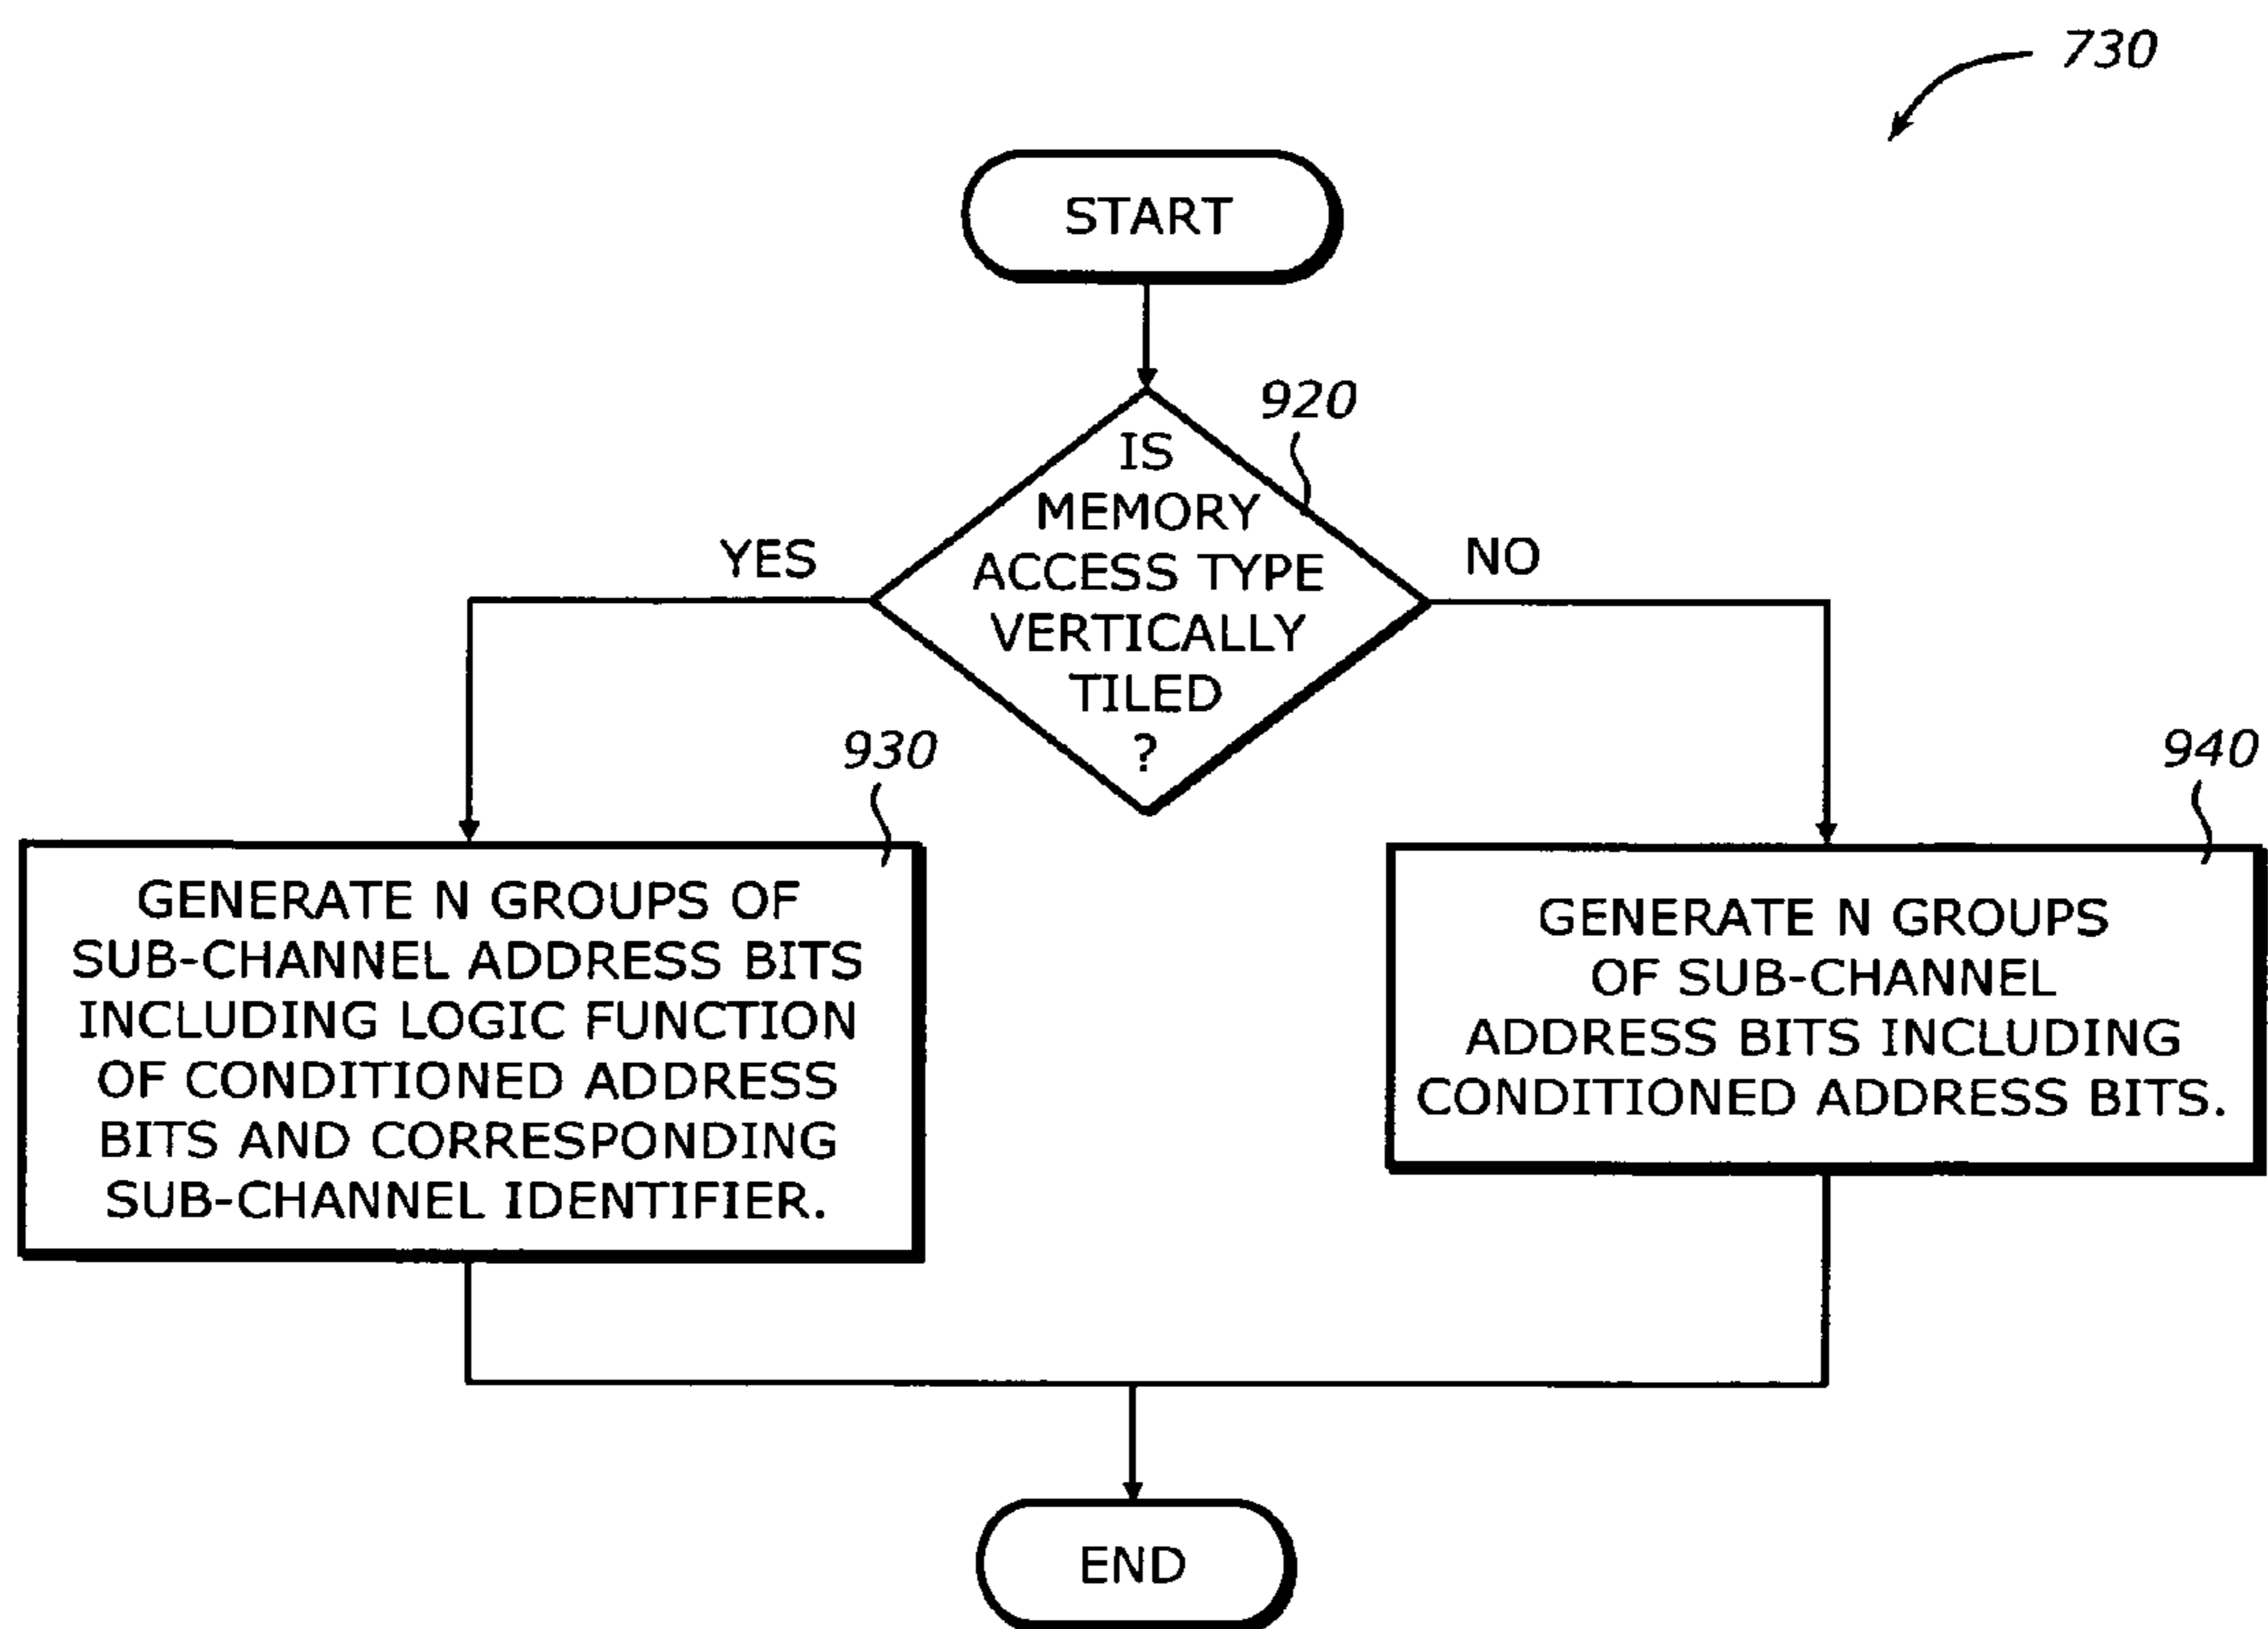 730
START
920
IS
MEMORY
ACCESS TYPE
VERTICALLY
TILED
?
YES
NO
930
GENERATE N GROUPS OF
SUB-CHANNEL ADDRESS BITS
INCLUDING LOGIC FUNCTION
OF CONDITIONED ADDRESS
BITS AND CORRESPONDING
SUB-CHANNEL IDENTIFIER.
940
GENERATE N GROUPS
OF SUB-CHANNEL
ADDRESS BITS INCLUDING
CONDITIONED ADDRESS BITS.
END